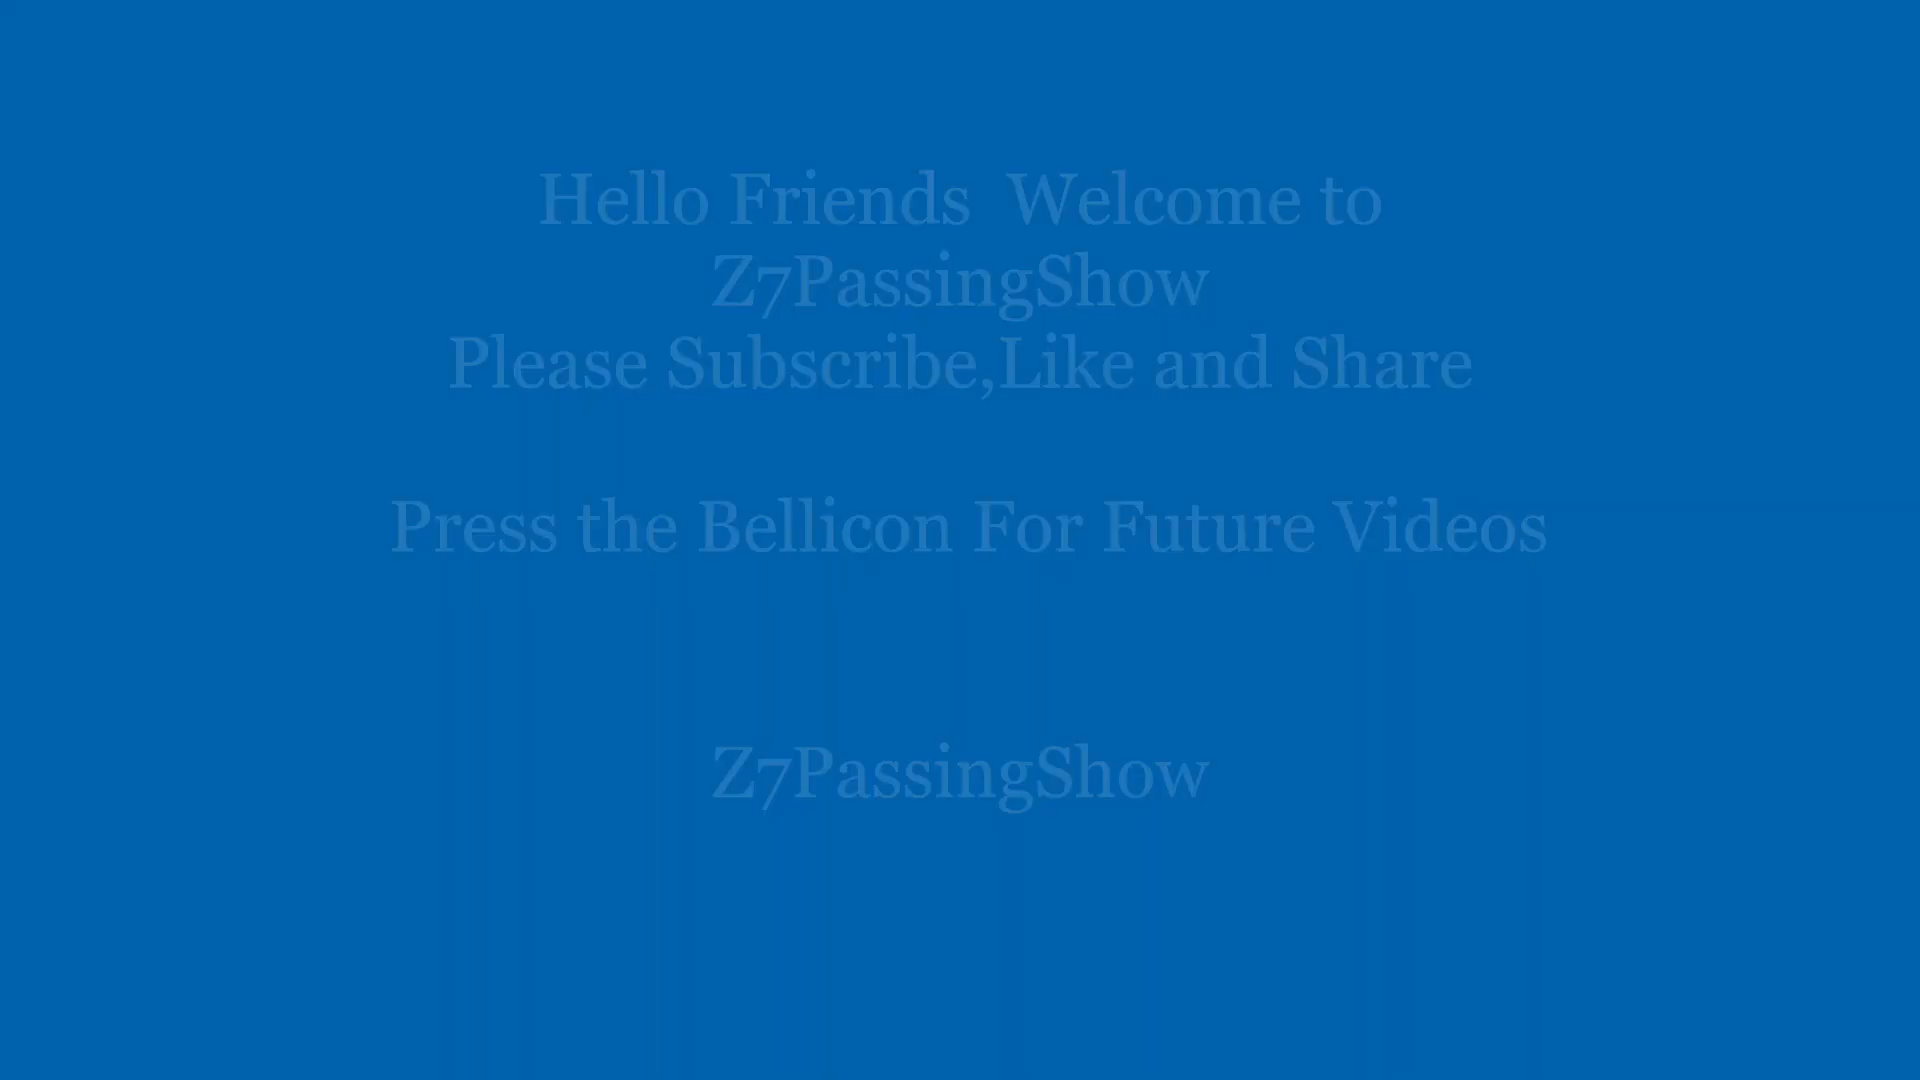 Hello Friends  Welcome to
Z7PassingShow
Please Subscribe,Like and Share
Press the Bellicon For Future Videos
Z7PassingShow